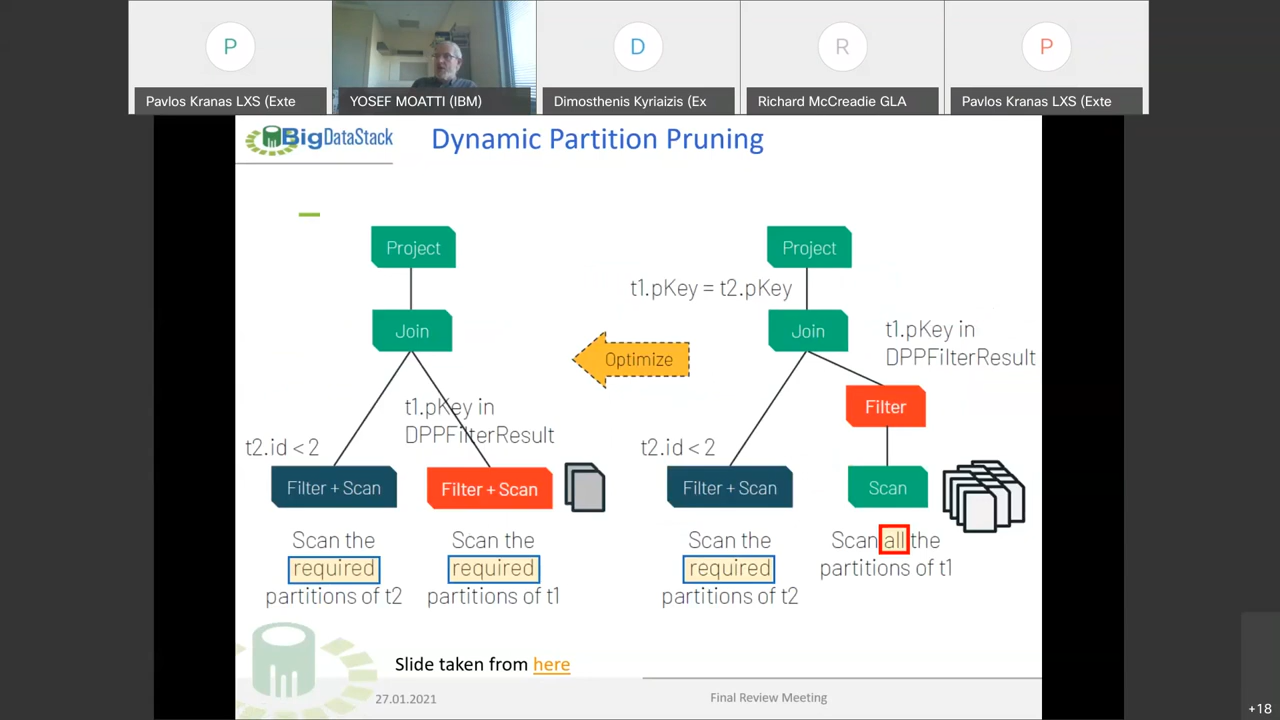 P
D
R
P
Pavlos Kranas LXS (Exte
YOSEF MOATTI (IBM)
Dimosthenis Kyriaizis (Ex
Richard McCreadie GLA
Pavlos Kranas LXS (Exte
BigDataStack
Dynamic Partition Pruning
Project
Join
t1.pKey in
DPPFilterResult
t2.id < 2
Filter + Scan
Filter + Scan
Scan the
required
partitions of t2
Scan the
required
partitions of t1
Optimize
Project
t1.pKey = t2.pKey
Join
t1.pKey in
DPPFilterResult
Filter
t2.id < 2
Filter + Scan
Scan
Scan the
required
partitions of t2
Scan all the
partitions of t1
Slide taken from here
27.01.2021
Final Review Meeting
+18